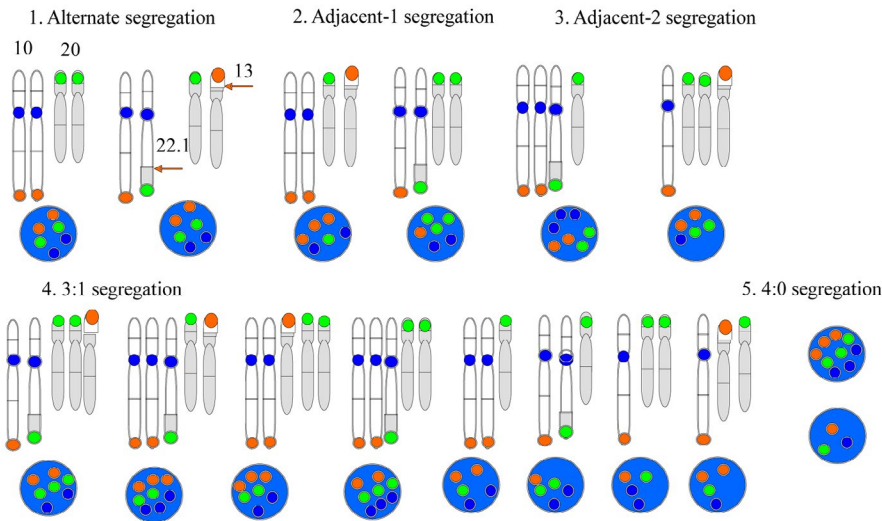 1. Alternate segregation
2. Adjacent-1 segregation
3. Adjacent-2 segregation
10
20
13
22.1
4. 3:1 segregation
5. 4:0 segregation